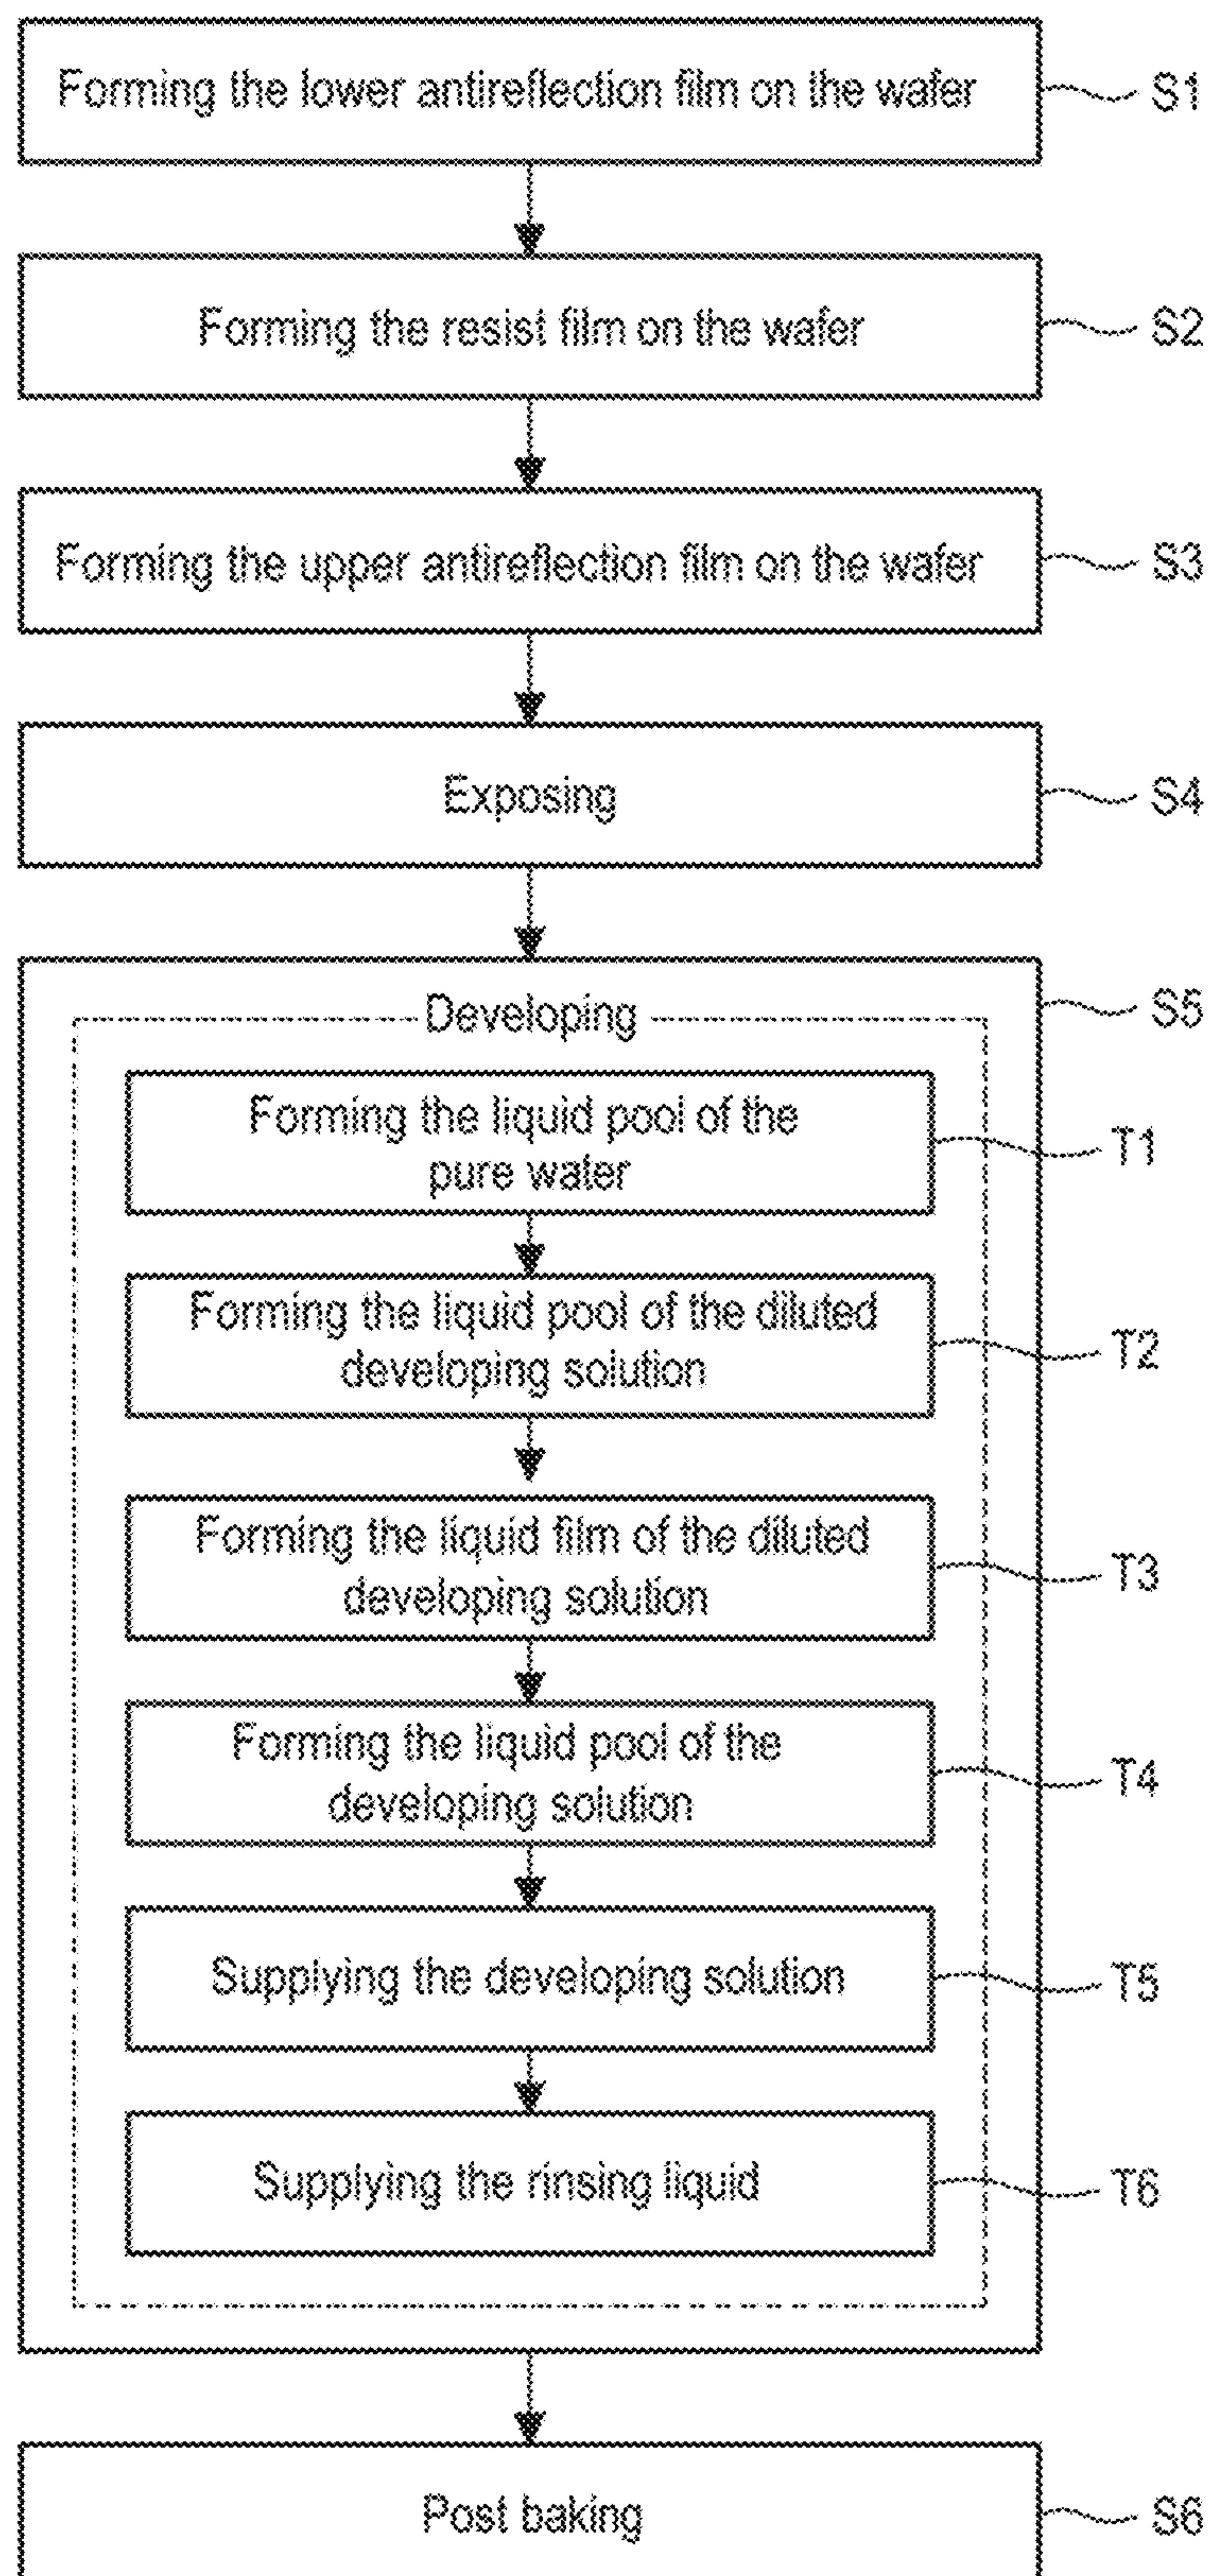 Forming the lower antireflection film on the wafer S1
Forming the resist film on the wafer S2
Forming the upper antireflection film on the wafer S3
Exposing S4
Developing S5
Forming the liquid pool of the
pure water T1
Forming the liquid pool of the diluted
developing solution T2
Forming the liquid film of the diluted
developing solution T3
Forming the liquid pool of the
developing solution T4
Supplying the developing solution T5
Supplying the rinsing liquid T6
Post baking S6